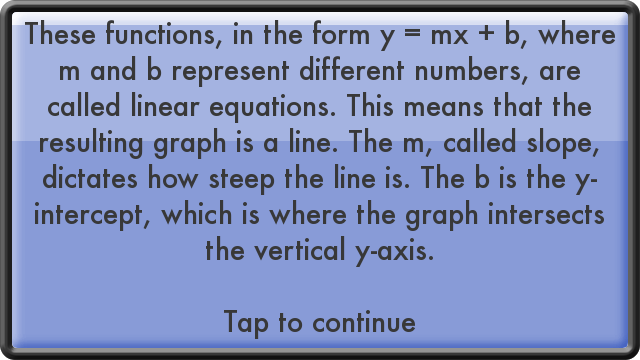 These functions, in the form y = mx + b, where
m and b represent different numbers, are
called linear equations. This means that the
resulting graph is a line. The m, called slope,
dictates how steep the line is. The b is the y-
intercept, which is where the graph intersects
the vertical y-axis.
Tap to continue